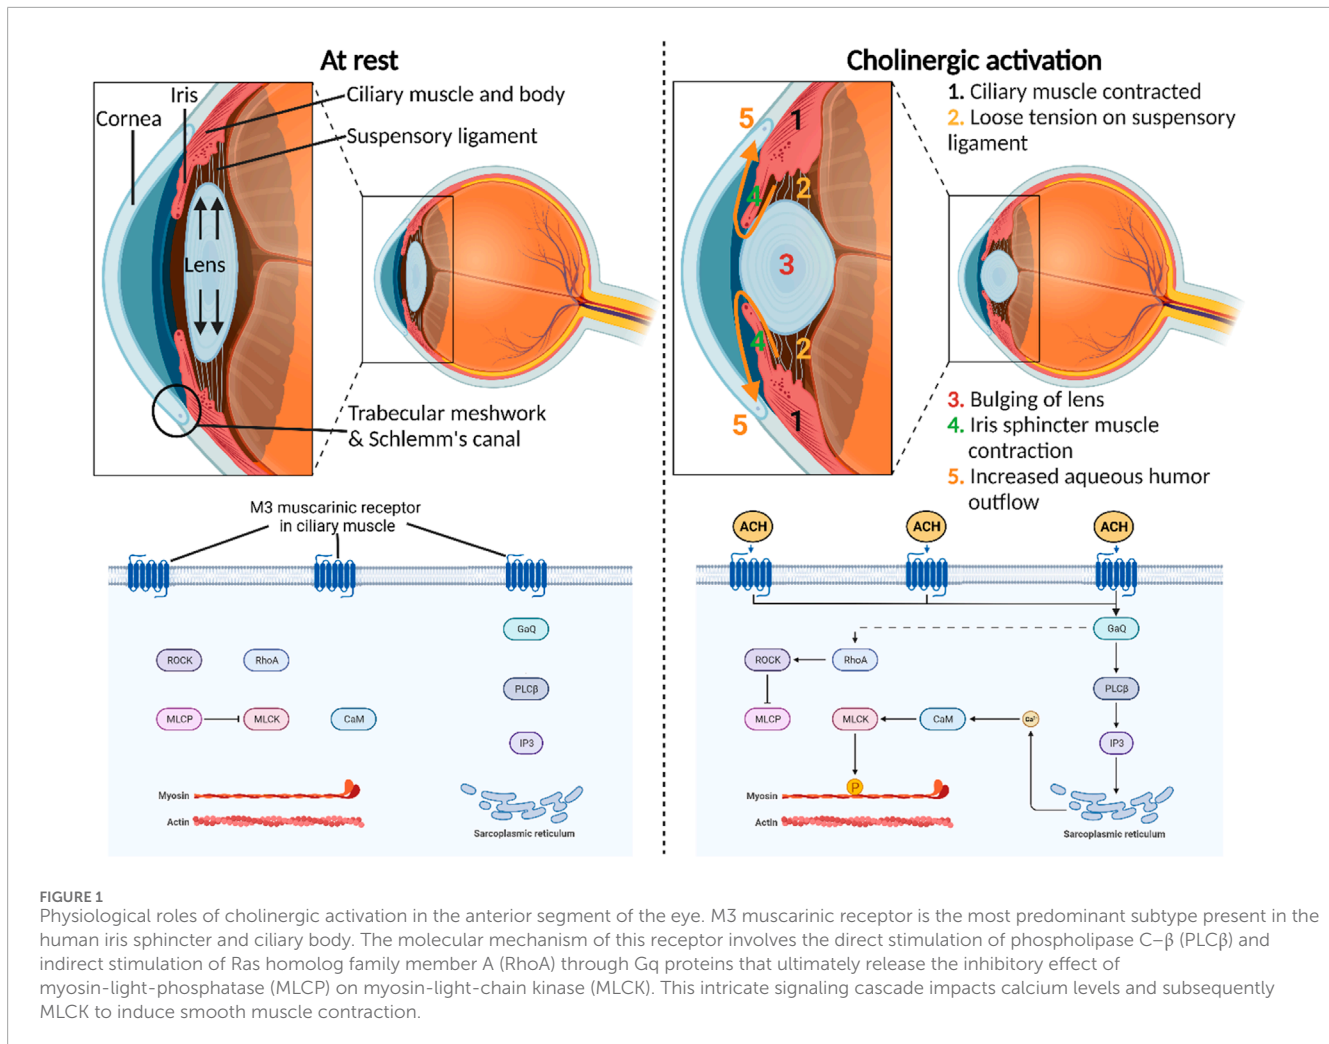 At rest
Iris
Cornea
Ciliary muscle and body
Suspensory ligament
Lens
Trabecular meshwork
& Schlemm's canal
Cholinergic activation
1. Ciliary muscle contracted
2. Loose tension on suspensory
ligament
5
1
4
2
3
4
2
5
1
3. Bulging of lens
4. Iris sphincter muscle
contraction
5. Increased aqueous humor
outflow
M3 muscarinic receptor
in ciliary muscle
GαQ
ROCK
RhoA
PLCβ
MLCP
MLCK
CaM
IP3
Myosin
Actin
Sarcoplasmic reticulum
ACH
ACH
ACH
GαQ
ROCK
RhoA
PLCβ
MLCP
MLCK
CaM
Ca²⁺
IP3
P
Myosin
Actin
Sarcoplasmic reticulum
FIGURE 1
Physiological roles of cholinergic activation in the anterior segment of the eye. M3 muscarinic receptor is the most predominant subtype present in the
human iris sphincter and ciliary body. The molecular mechanism of this receptor involves the direct stimulation of phospholipase C–β (PLCβ) and
indirect stimulation of Ras homolog family member A (RhoA) through Gq proteins that ultimately release the inhibitory effect of
myosin-light-phosphatase (MLCP) on myosin-light-chain kinase (MLCK). This intricate signaling cascade impacts calcium levels and subsequently
MLCK to induce smooth muscle contraction.